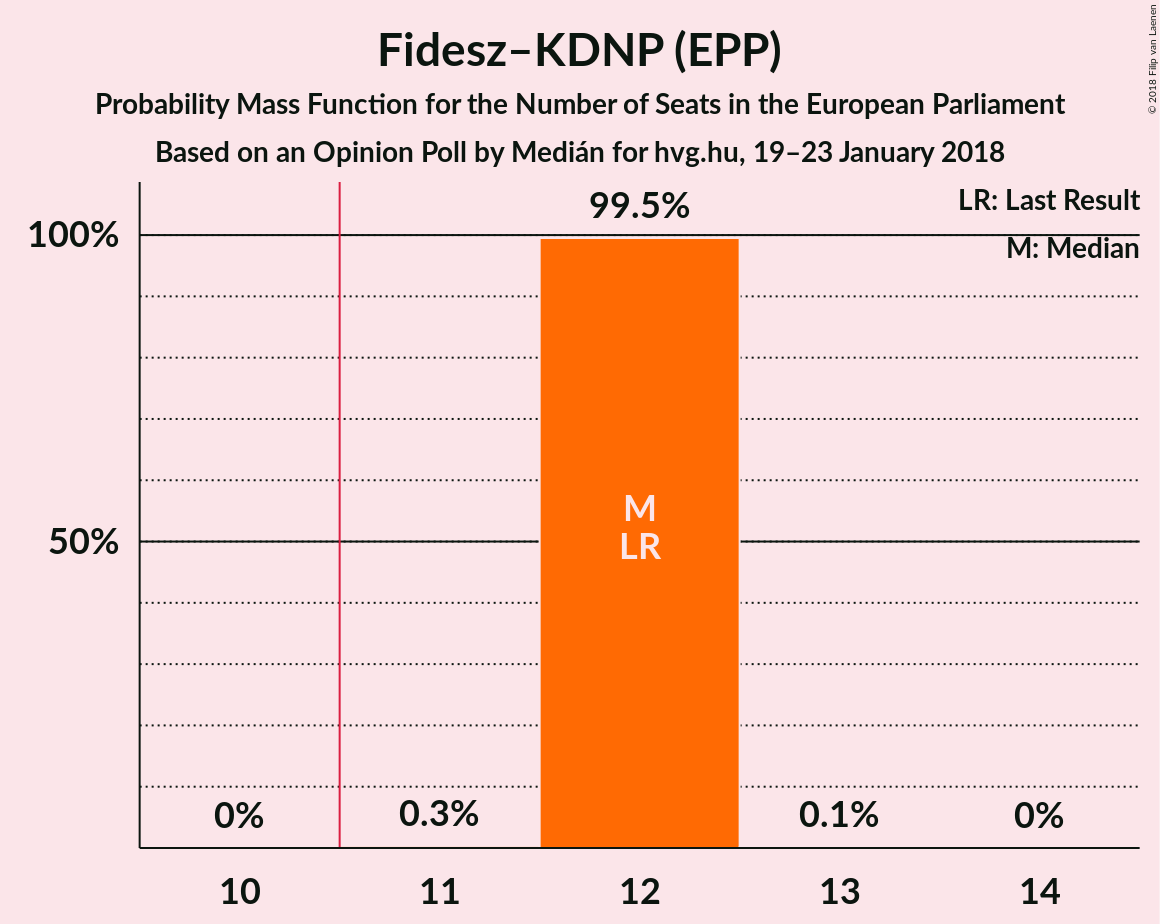 Fidesz–KDNP (EPP)
Probability Mass Function for the Number of Seats in the European Parliament
Based on an Opinion Poll by Medián for hvg.hu, 19–23 January 2018
© 2018 Filip van Laenen
LR: Last Result
M: Median
100%
50%
99.5%
M
LR
0%
0.3%
0.1%
0%
10
11
12
13
14